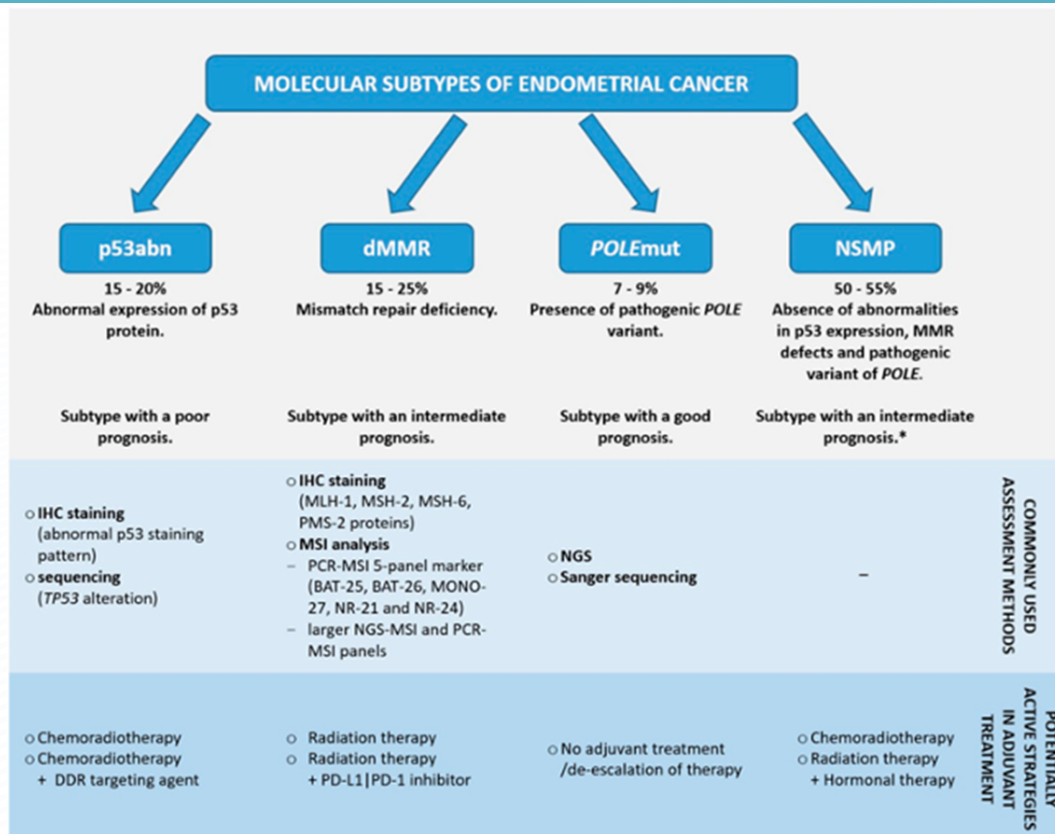 MOLECULAR SUBTYPES OF ENDOMETRIAL CANCER
p53abn
15 - 20%
Abnormal expression of p53
protein.
Subtype with a poor
prognosis.
dMMR
15 - 25%
Mismatch repair deficiency.
Subtype with an intermediate
prognosis.
POLEmut
7 - 9%
Presence of pathogenic POLE
variant.
Subtype with a good
prognosis.
NSMP
50 - 55%
Absence of abnormalities
in p53 expression, MMR
defects and pathogenic
variant of POLE.
Subtype with an intermediate
prognosis.*
○ IHC staining
(abnormal p53 staining
pattern)
○ sequencing
(TP53 alteration)
○ IHC staining
(MLH-1, MSH-2, MSH-6,
PMS-2 proteins)
○ MSI analysis
– PCR-MSI 5-panel marker
(BAT-25, BAT-26, MONO-
27, NR-21 and NR-24)
– larger NGS-MSI and PCR-
MSI panels
○ NGS
○ Sanger sequencing
–
COMMONLY USED
ASSESSMENT METHODS
○ Chemoradiotherapy
○ Chemoradiotherapy
+ DDR targeting agent
○ Radiation therapy
○ Radiation therapy
+ PD-L1|PD-1 inhibitor
○ No adjuvant treatment
/de-escalation of therapy
○ Chemoradiotherapy
○ Radiation therapy
+ Hormonal therapy
POTENTIALLY
ACTIVE STRATEGIES
IN ADJUVANT
TREATMENT